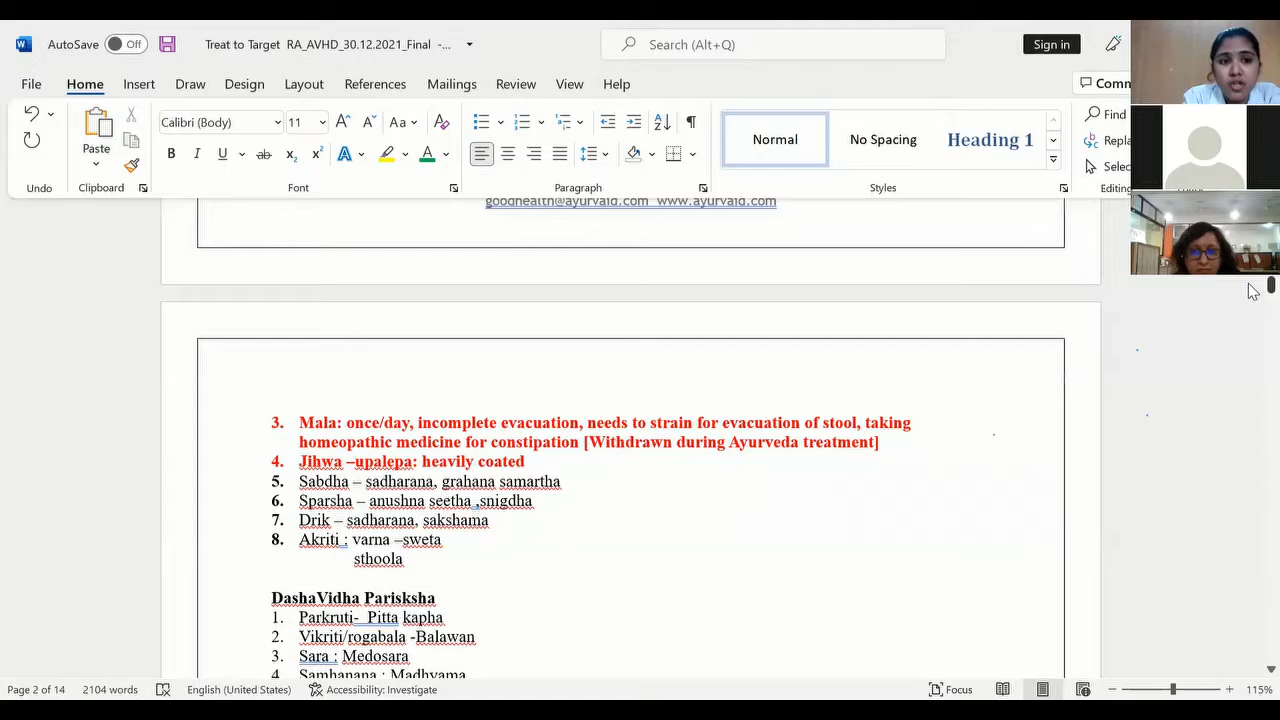 AutoSave Off Treat to Target RA_AVHD_30.12.2021_Final -... Search (Alt+Q) Sign in
File Home Insert Draw Design Layout References Mailings Review View Help
Calibri (Body) 11 Aa Normal No Spacing Heading 1 Find
Paste
Undo Clipboard Font Paragraph Styles Editing
goodhealth@ayurvaid.com www.ayurvaid.com
3. Mala: once/day, incomplete evacuation, needs to strain for evacuation of stool, taking
homeopathic medicine for constipation [Withdrawn during Ayurveda treatment]
4. Jihwa –upalepa: heavily coated
5. Sabdha – sadharana, grahana samartha
6. Sparsha – anushna seetha ,snigdha
7. Drik – sadharana, sakshama
8. Akriti : varna –sweta
sthoola
DashaVidha Parisksha
1. Parkruti- Pitta kapha
2. Vikriti/rogabala -Balawan
3. Sara : Medosara
4. Samhanana : Madhyama
Page 2 of 14 2104 words English (United States) Accessibility: Investigate Focus 115%